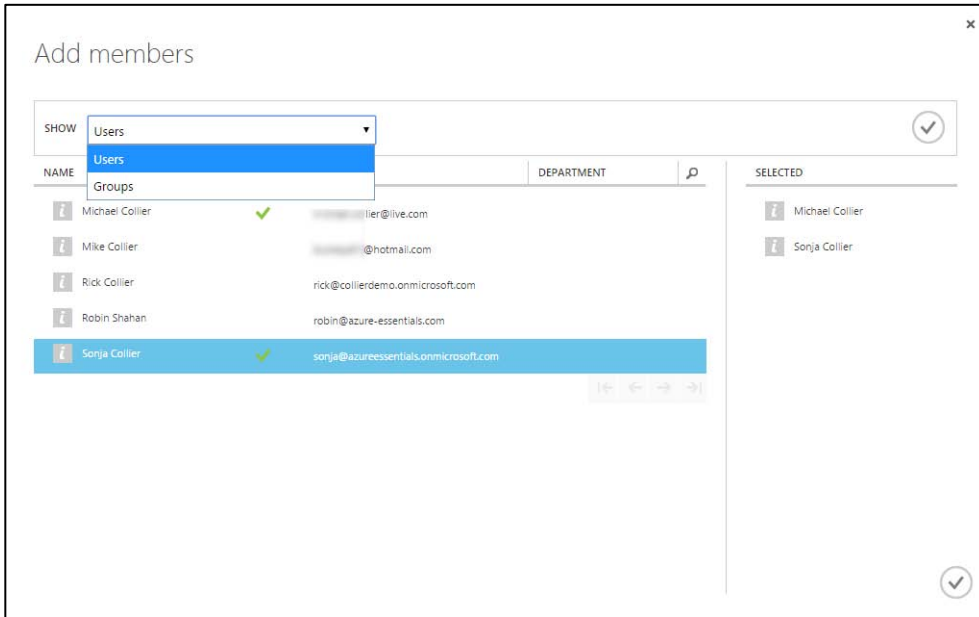 Add members
SHOW Users
Users
Groups
NAME DEPARTMENT SELECTED
Michael Collier lier@live.com Michael Collier
Mike Collier @hotmail.com Sonja Collier
Rick Collier rick@collierdemo.onmicrosoft.com
Robin Shahan robin@azure-essentials.com
Sonja Collier sonja@azureessentials.onmicrosoft.com